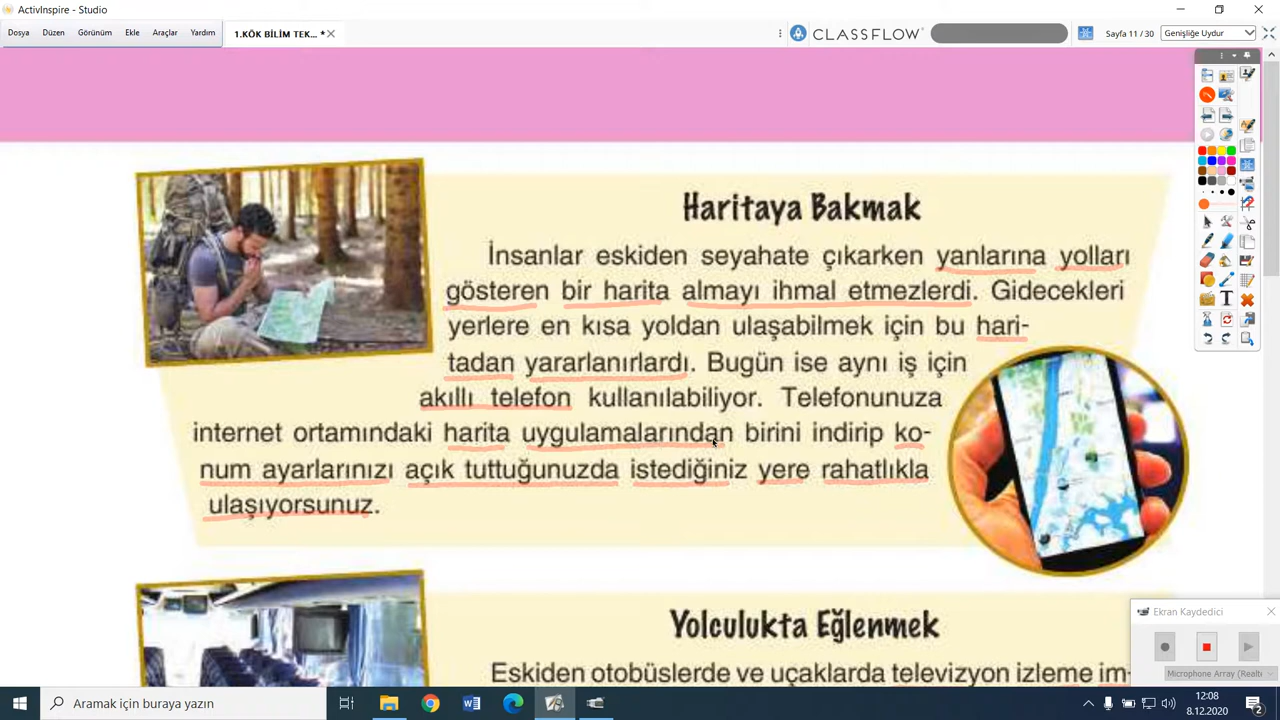 ActivInspire - Studio
Dosya Düzen Görünüm Ekle Araçlar Yardım
1.KÖK BİLİM TEK... *
CLASSFLOW
Sayfa 11 / 30
Genişliğe Uydur
Haritaya Bakmak
İnsanlar eskiden seyahate çıkarken yanlarına yolları
gösteren bir harita almayı ihmal etmezlerdi. Gidecekleri
yerlere en kısa yoldan ulaşabilmek için bu hari-
tadan yararlanırlardı. Bugün ise aynı iş için
akıllı telefon kullanılabiliyor. Telefonunuza
internet ortamındaki harita uygulamalarından birini indirip ko-
num ayarlarınızı açık tuttuğunuzda istediğiniz yere rahatlıkla
ulaşıyorsunuz.
Yolculukta Eğlenmek
Eskiden otobüslerde ve uçaklarda televizyon izleme im-
Ekran Kaydedici
Microphone Array (Realt
Aramak için buraya yazın
12:08
8.12.2020
2